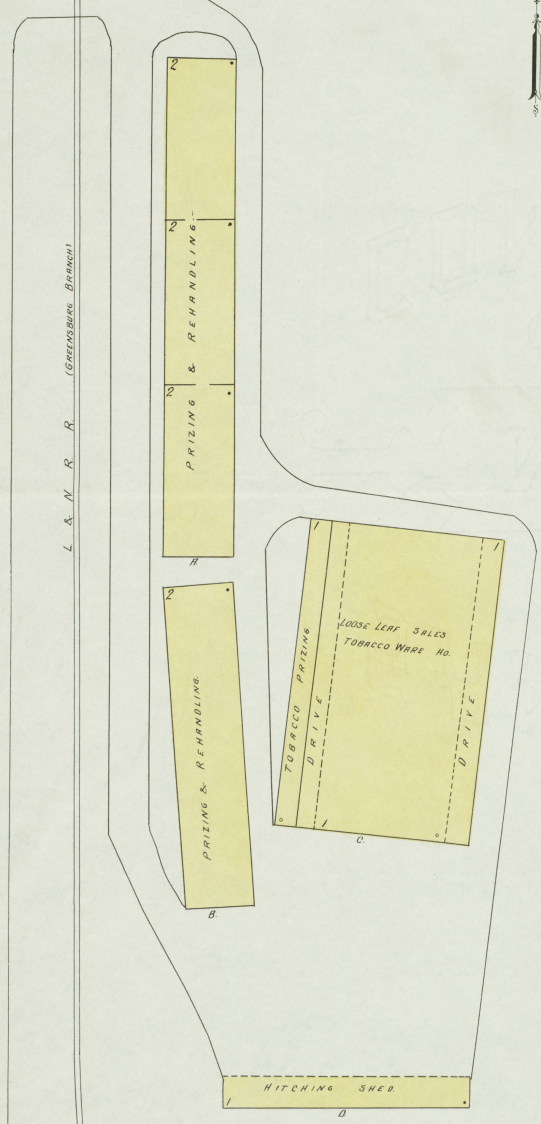 S
L & N R R (GREENSBURG BRANCH)
2
2
2
PRIZING & REHANDLING.
A.
2
PRIZING & REHANDLING.
B.
1
1
TOBACCO PRIZING
DRIVE
LOOSE LEAF SALES
TOBACCO WARE HO.
DRIVE
1
C.
HITCHING SHED.
1
D